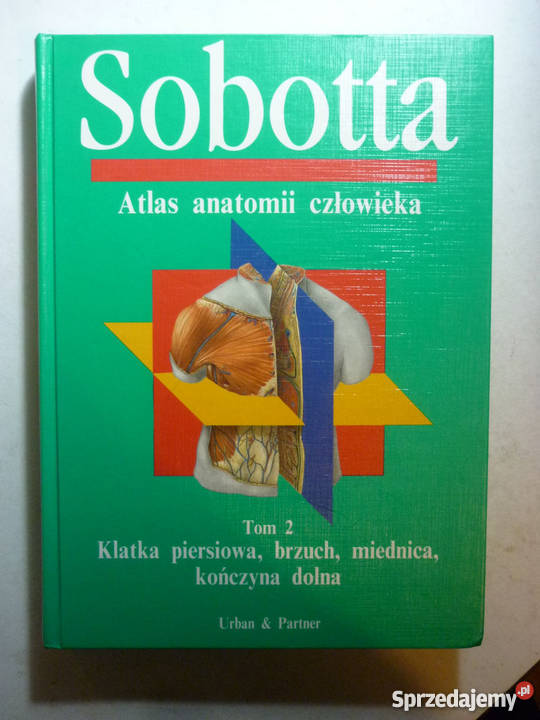 Sobotta
Atlas anatomii człowieka
Tom 2
Klatka piersiowa, brzuch, miednica,
kończyna dolna
Urban & Partner
Sprzedajemy.pl